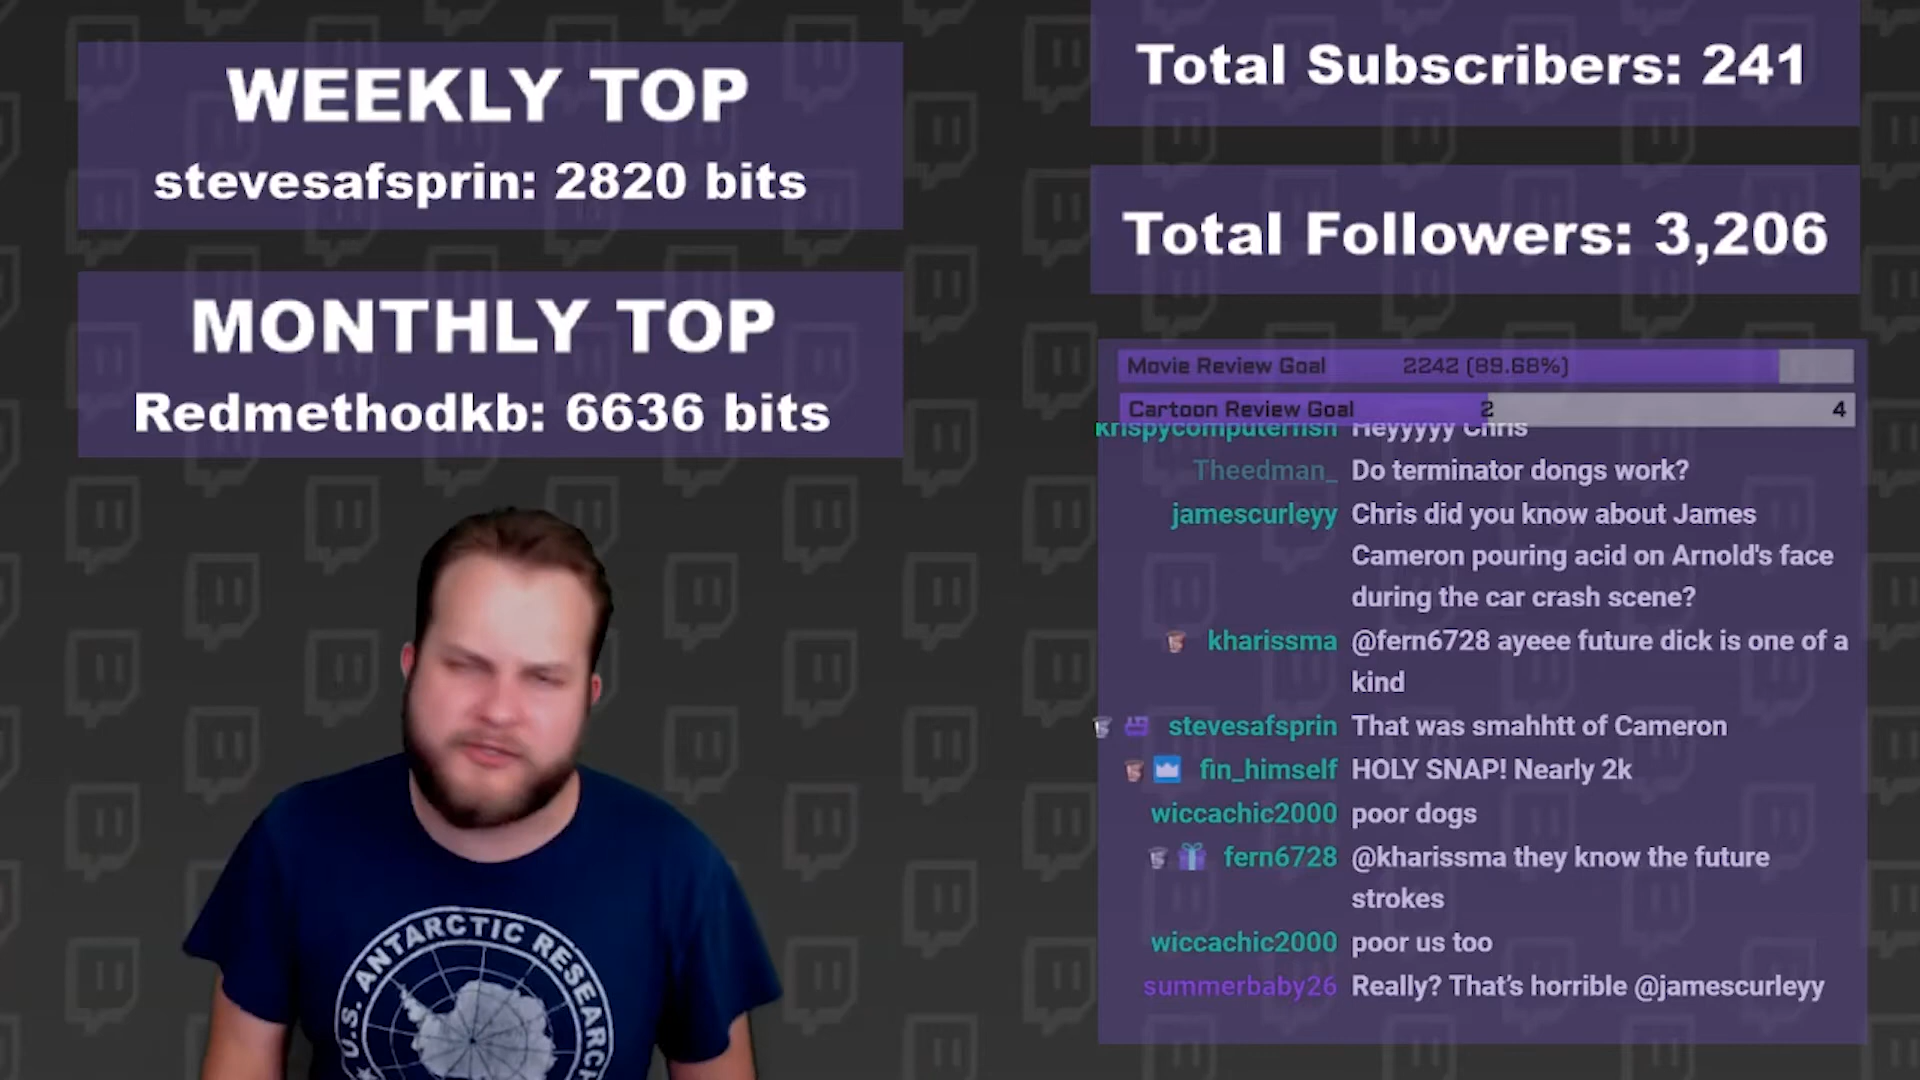 WEEKLY TOP
stevesafsprin: 2820 bits
MONTHLY TOP
Redmethodkb: 6636 bits
Total Subscribers: 241
Total Followers: 3,206
Movie Review Goal 2242 (89.68%)
Cartoon Review Goal 2 4
krispycomputerfish Heyyyyy Chris
Theedman_ Do terminator dongs work?
jamescurleyy Chris did you know about James
Cameron pouring acid on Arnold's face
during the car crash scene?
kharissma @fern6728 ayeee future dick is one of a
kind
stevesafsprin That was smahhtt of Cameron
fin_himself HOLY SNAP! Nearly 2k
wiccachic2000 poor dogs
fern6728 @kharissma they know the future
strokes
wiccachic2000 poor us too
summerbaby26 Really? That's horrible @jamescurleyy
U.S. ANTARCTIC RESEARCH